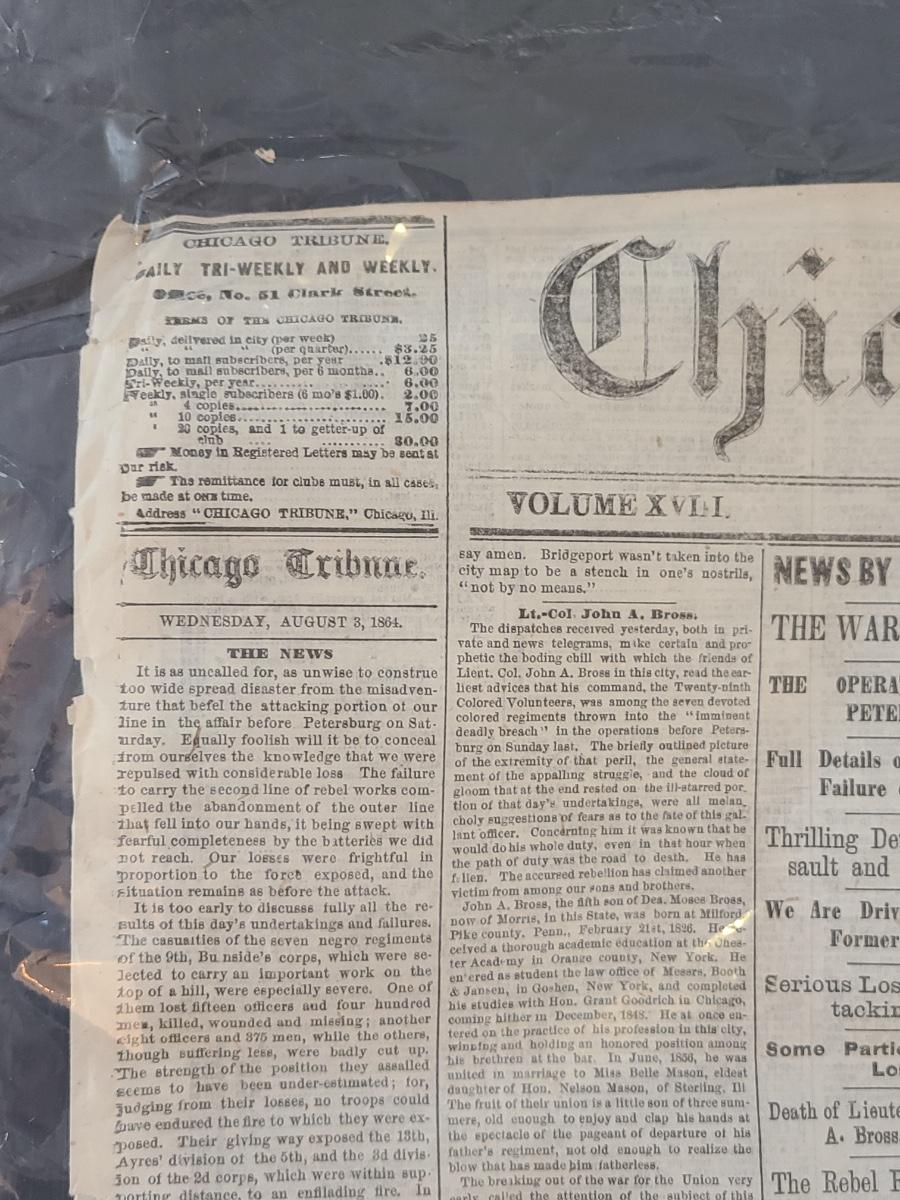 CHICAGO TRIBUNE.
DAILY TRI-WEEKLY AND WEEKLY.
Office, No. 51 Clark Street.
TERMS OF THE CHICAGO TRIBUNE.
Daily, delivered in city (per week) 25
" " (per quarter)...... $3.25
Daily, to mail subscribers, per year .$12.00
Daily, to mail subscribers, per 6 months.. 6.00
Tri-Weekly, per year 6.00
Weekly, single subscribers (6 mo's $1.00). 2.00
" 4 copies 7.00
" 10 copies 15.00
" 20 copies, and 1 to getter-up of
club 30.00
Money in Registered Letters may be sent at
our risk.
The remittance for clubs must, in all cases,
be made at one time.
Address "CHICAGO TRIBUNE," Chicago, Ill.
Chicago Tribune.
WEDNESDAY, AUGUST 3, 1864.
THE NEWS
It is as uncalled for, as unwise to construe
too wide spread disaster from the misadven-
ture that befel the attacking portion of our
line in the affair before Petersburg on Sat-
urday. Equally foolish will it be to conceal
from ourselves the knowledge that we were
repulsed with considerable loss The failure
to carry the second line of rebel works com-
pelled the abandonment of the outer line
that fell into our hands, it being swept with
fearful completeness by the batteries we did
not reach. Our losses were frightful in
proportion to the force exposed, and the
situation remains as before the attack.
It is too early to discuss fully all the re-
sults of this day's undertakings and failures.
The casualties of the seven negro regiments
of the 9th, Bu nside's corps, which were se-
lected to carry an important work on the
top of a hill, were especially severe. One of
them lost fifteen officers and four hundred
men, killed, wounded and missing; another
eight officers and 375 men, while the others,
though suffering less, were badly cut up.
The strength of the position they assailed
seems to have been under-estimated; for,
judging from their losses, no troops could
have endured the fire to which they were ex-
posed. Their giving way exposed the 18th,
Ayres' division of the 5th, and the 3d divis-
ion of the 2d corps, which were within sup-
porting distance, to an enfilading fire. In
Chic
VOLUME XVIII.
say amen. Bridgeport wasn't taken into the
city map to be a stench in one's nostrils,
"not by no means."
Lt.-Col. John A. Bross.
The dispatches received yesterday, both in pri-
vate and news telegrams, make certain and pro-
phetic the boding chill with which the friends of
Lieut. Col. John A. Bross in this city, read the ear-
liest advices that his command, the Twenty-ninth
Colored Volunteers, was among the seven devoted
colored regiments thrown into the "imminent
deadly breach" in the operations before Peters-
burg on Sunday last. The briefly outlined picture
of the extremity of that peril, the general state-
ment of the appalling struggle, and the cloud of
gloom that at the end rested on the ill-starred por-
tion of that day's undertakings, were all melan-
choly suggestions of fears as to the fate of this gal-
lant officer. Concerning him it was known that he
would do his whole duty, even in that hour when
the path of duty was the road to death. He has
fallen. The accursed rebellion has claimed another
victim from among our sons and brothers.
John A. Bross, the fifth son of Dea. Moses Bross,
now of Morris, in this State, was born at Milford,
Pike county, Penn., February 21st, 1826. He re-
ceived a thorough academic education at the Ches-
ter Academy in Orange county, New York. He
entered as student the law office of Messrs. Booth
& Jansen, in Goshen, New York, and completed
his studies with Hon. Grant Goodrich in Chicago,
coming hither in December, 1848. He at once en-
tered on the practice of his profession in this city,
winning and holding an honored position among
his brethren at the bar. In June, 1856, he was
united in marriage to Miss Belle Mason, eldest
daughter of Hon. Nelson Mason, of Sterling, Ill
The fruit of their union is a little son of three sum-
mers, old enough to enjoy and clap his hands at
the spectacle of the pageant of departure of his
father's regiment, not old enough to realize the
blow that has made him fatherless.
The breaking out of the war for the Union very
early called the attention of the subject of this
NEWS BY
THE WAR
THE OPERA
PETE
Full Details o
Failure
Thrilling De
sault and
We Are Driv
Former
Serious Los
tackin
Some Partic
Lo
Death of Lieute
A. Bross
The Rebel